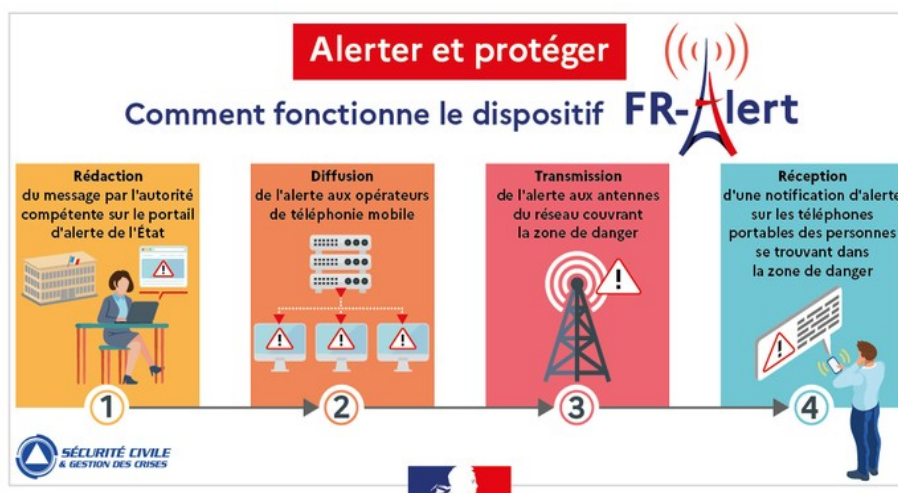 Alerter et protéger
Comment fonctionne le dispositif FR-Alert
Rédaction
du message par l'autorité
compétente sur le portail
d'alerte de l'État
1
Diffusion
de l'alerte aux opérateurs
de téléphonie mobile
2
Transmission
de l'alerte aux antennes
du réseau couvrant
la zone de danger
3
Réception
d'une notification d'alerte
sur les téléphones
portables des personnes
se trouvant dans
la zone de danger
4
SÉCURITÉ CIVILE
& GESTION DES CRISES